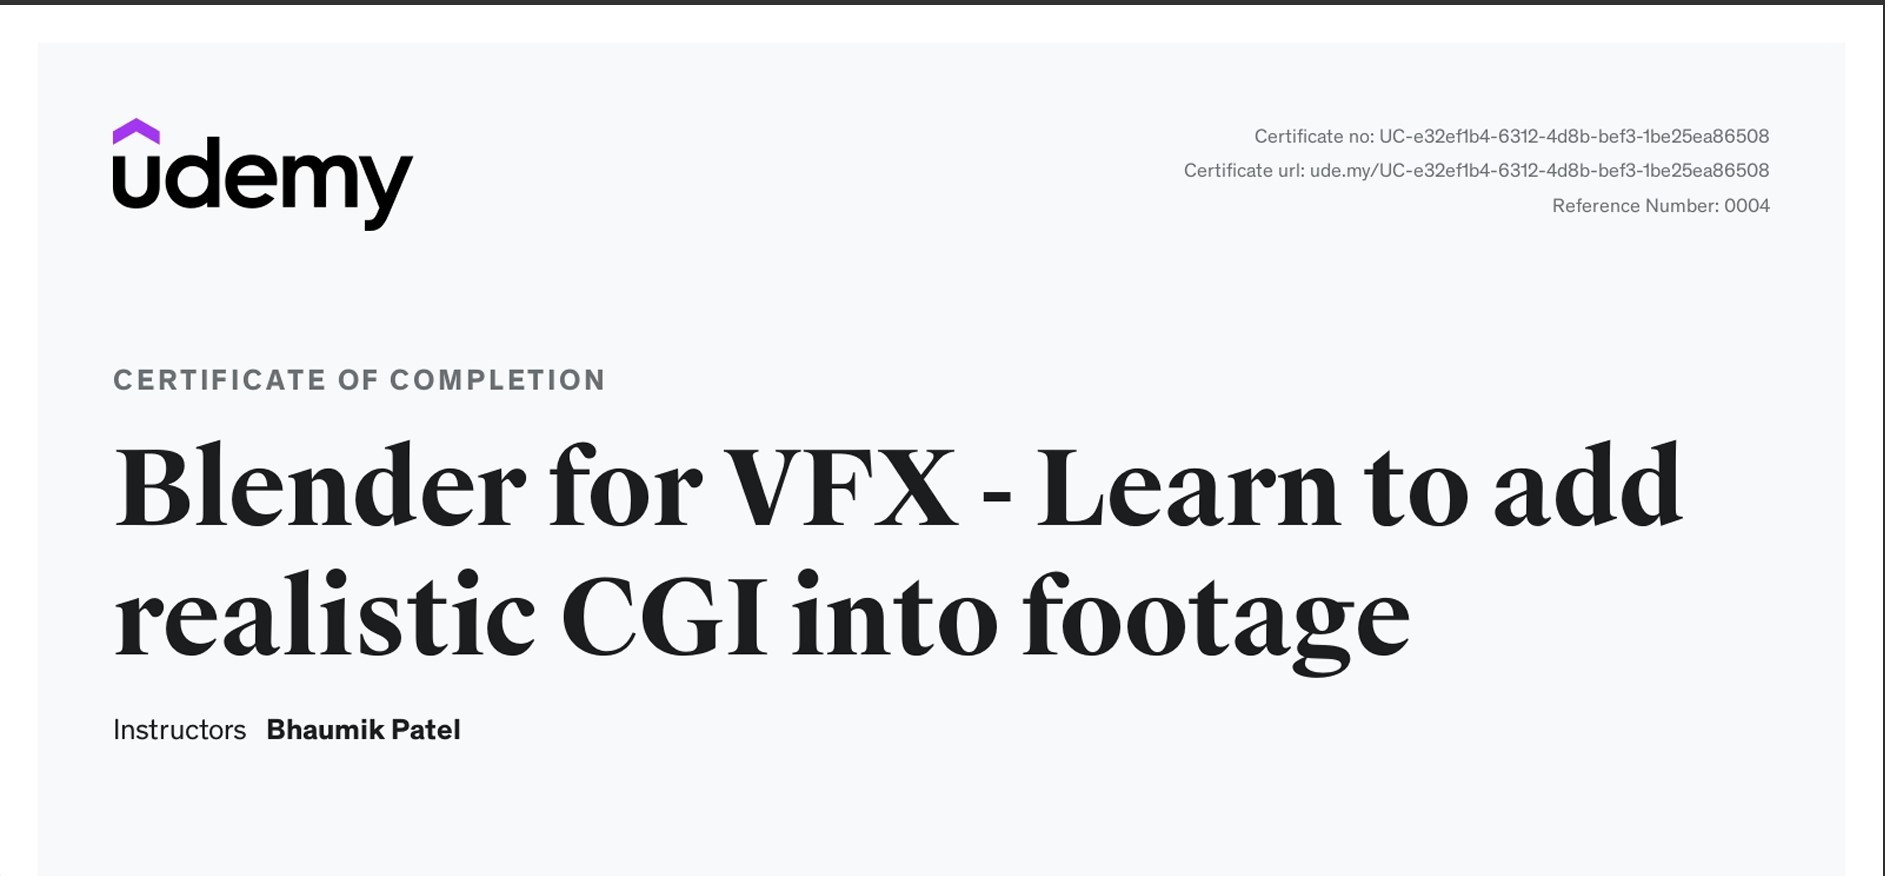 udemy
Certificate no: UC-e32ef1b4-6312-4d8b-bef3-1be25ea86508
Certificate url: ude.my/UC-e32ef1b4-6312-4d8b-bef3-1be25ea86508
Reference Number: 0004
CERTIFICATE OF COMPLETION
Blender for VFX - Learn to add
realistic CGI into footage
Instructors Bhaumik Patel